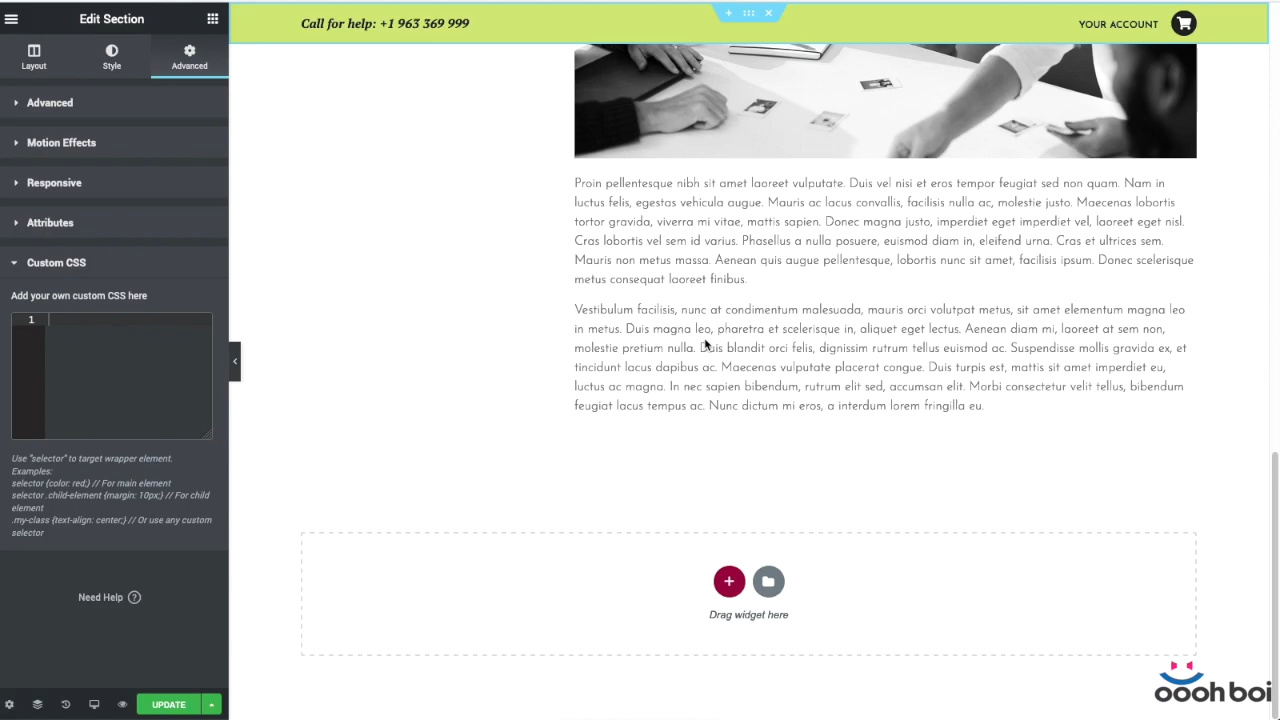 Edit Section
Layout
Style
Advanced
Advanced
Motion Effects
Responsive
Attributes
Custom CSS
Add your own custom CSS here
1
Use "selector" to target wrapper element.
Examples:
selector {color: red;} // For main element
selector .child-element {margin: 10px;} // For child
element
.my-class {text-align: center;} // Or use any custom
selector
Need Help ?
UPDATE
Call for help: +1 963 369 999
YOUR ACCOUNT
Proin pellentesque nibh sit amet laoreet vulputate. Duis vel nisi et eros tempor feugiat sed non quam. Nam in
luctus felis, egestas vehicula augue. Mauris ac lacus convallis, facilisis nulla ac, molestie justo. Maecenas lobortis
tortor gravida, viverra mi vitae, mattis sapien. Donec magna justo, imperdiet eget imperdiet vel, laoreet eget nisl.
Cras lobortis vel sem id varius. Phasellus a nulla posuere, euismod diam in, eleifend urna. Cras et ultrices sem.
Mauris non metus massa. Aenean quis augue pellentesque, lobortis nunc sit amet, facilisis ipsum. Donec scelerisque
metus consequat laoreet finibus.
Vestibulum facilisis, nunc at condimentum malesuada, mauris orci volutpat metus, sit amet elementum magna leo
in metus. Duis magna leo, pharetra et scelerisque in, aliquet eget lectus. Aenean diam mi, laoreet at sem non,
molestie pretium nulla. Duis blandit orci felis, dignissim rutrum tellus euismod ac. Suspendisse mollis gravida ex, et
tincidunt lacus dapibus ac. Maecenas vulputate placerat congue. Duis turpis est, mattis sit amet imperdiet eu,
luctus ac magna. In nec sapien bibendum, rutrum elit sed, accumsan elit. Morbi consectetur velit tellus, bibendum
feugiat lacus tempus ac. Nunc dictum mi eros, a interdum lorem fringilla eu.
Drag widget here
oooh boi